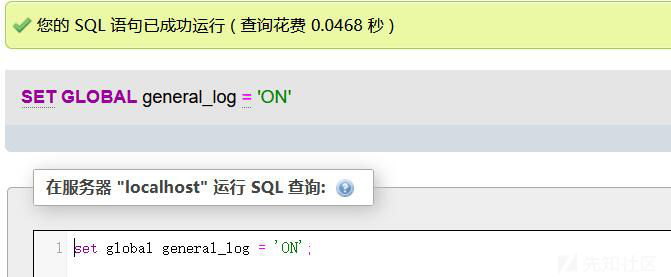 您的 SQL 语句已成功运行 ( 查询花费 0.0468 秒 )
SET GLOBAL general_log = 'ON'
在服务器 "localhost" 运行 SQL 查询:
1 set global general_log = 'ON';
先知社区